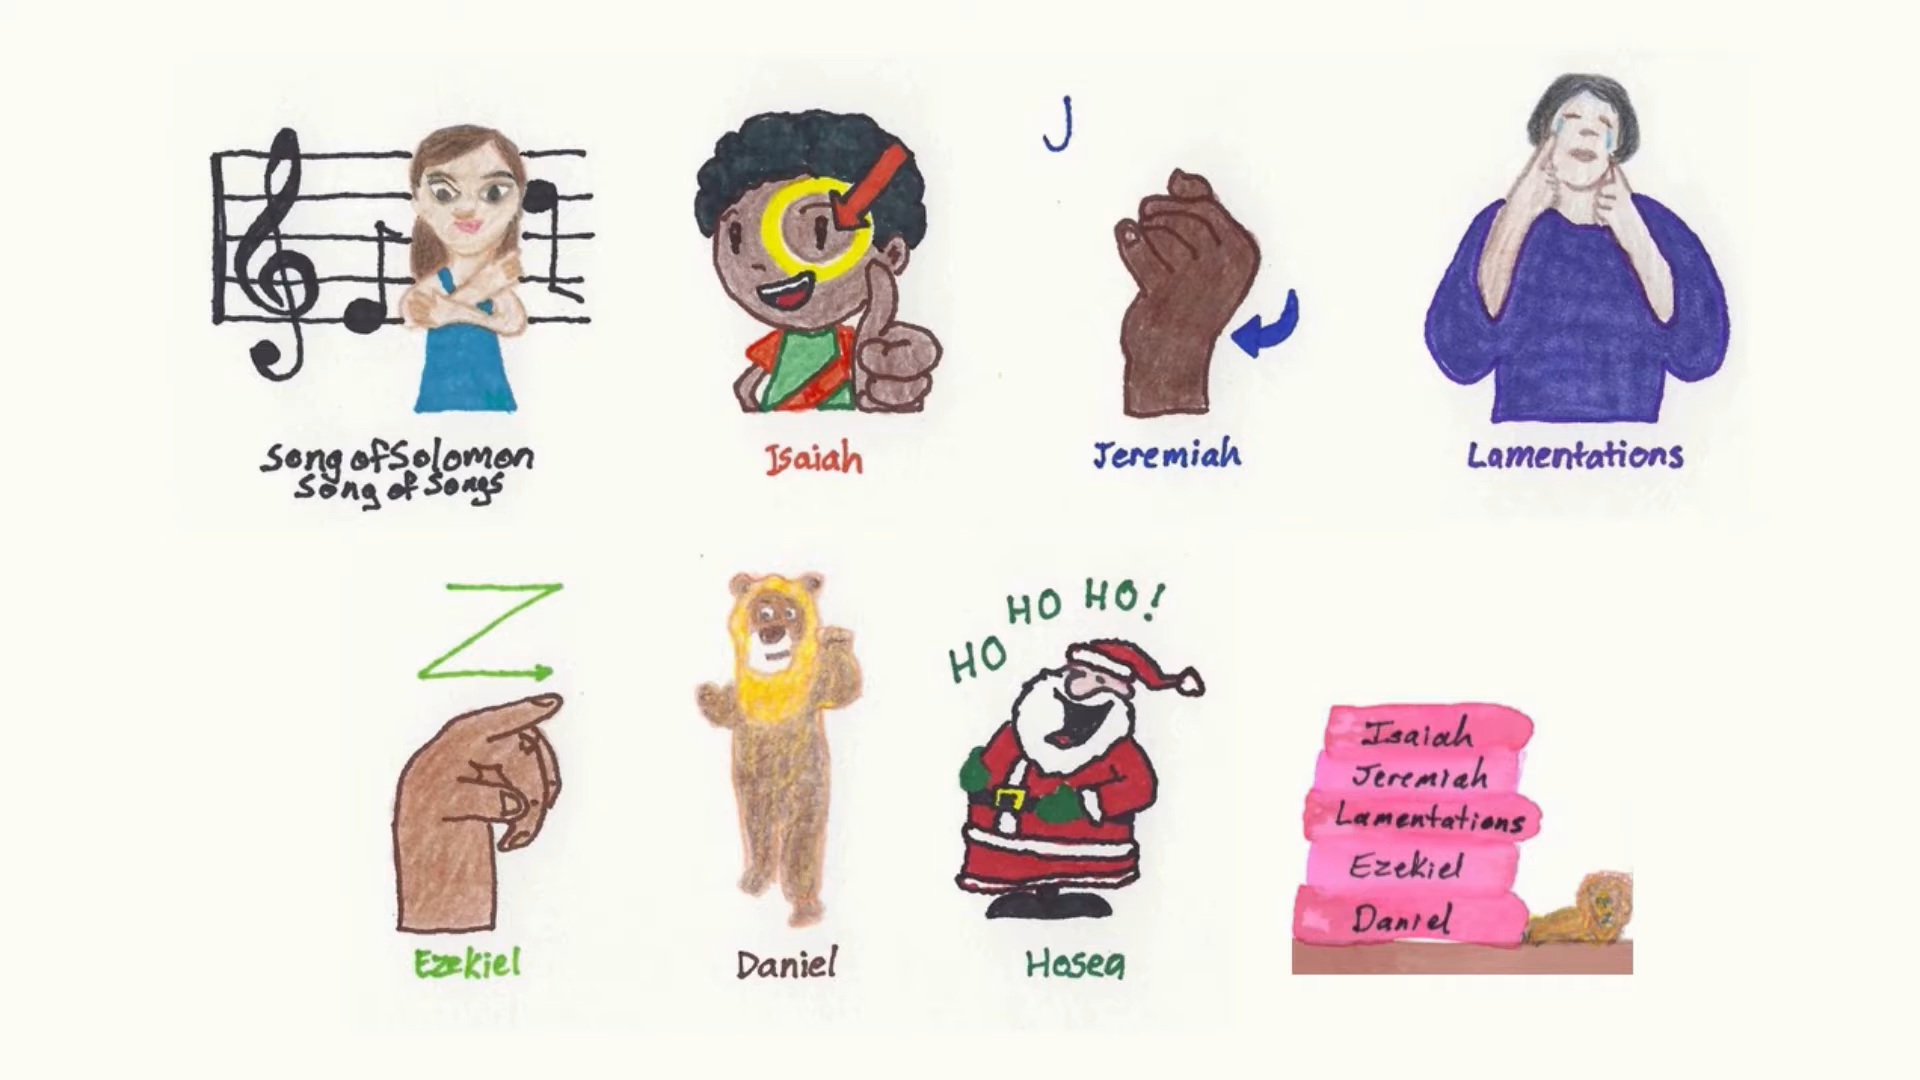 J
Song of Solomon
Song of Songs
Isaiah
Jeremiah
Lamentations
HO HO HO!
Ezekiel
Daniel
Hosea
Isaiah
Jeremiah
Lamentations
Ezekiel
Daniel